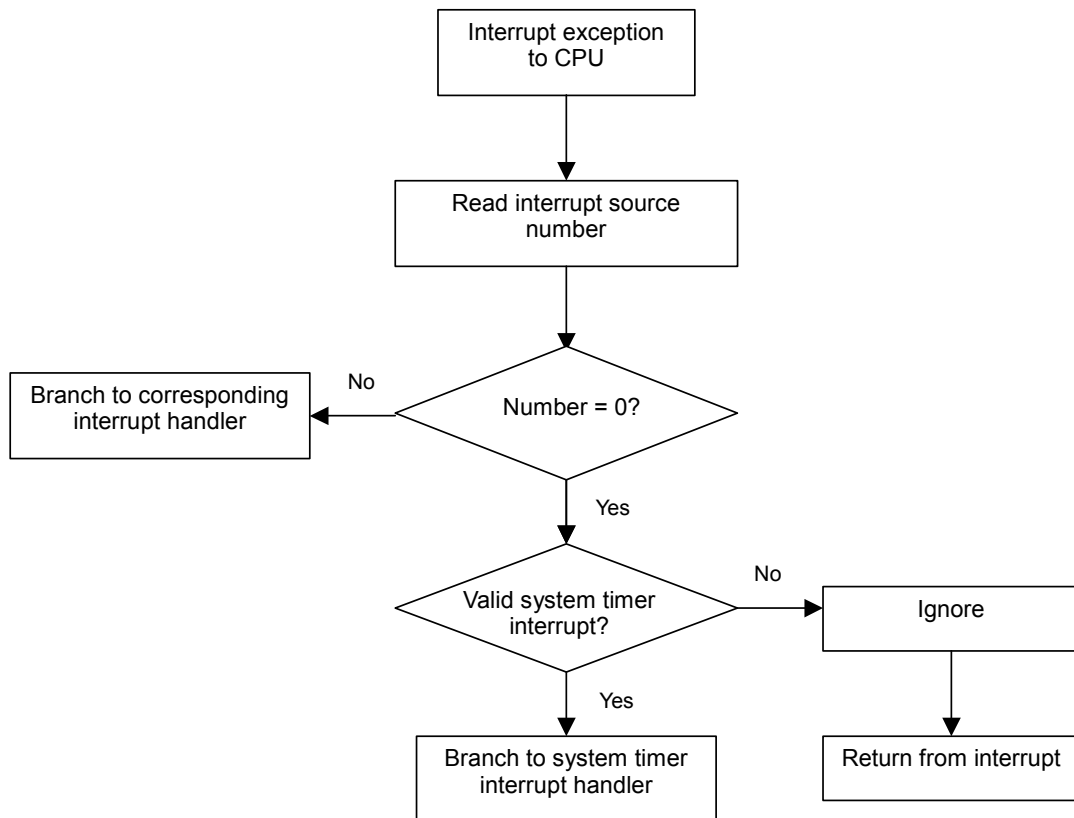 Interrupt exception
to CPU
Read interrupt source
number
No
Branch to corresponding
interrupt handler
Number = 0?
Yes
No
Valid system timer
interrupt?
Ignore
Yes
Branch to system timer
interrupt handler
Return from interrupt